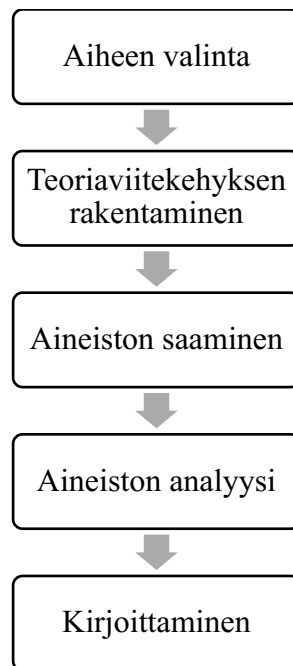 Aiheen valinta
Teoriaviitekehyksen
rakentaminen
Aineiston saaminen
Aineiston analyysi
Kirjoittaminen